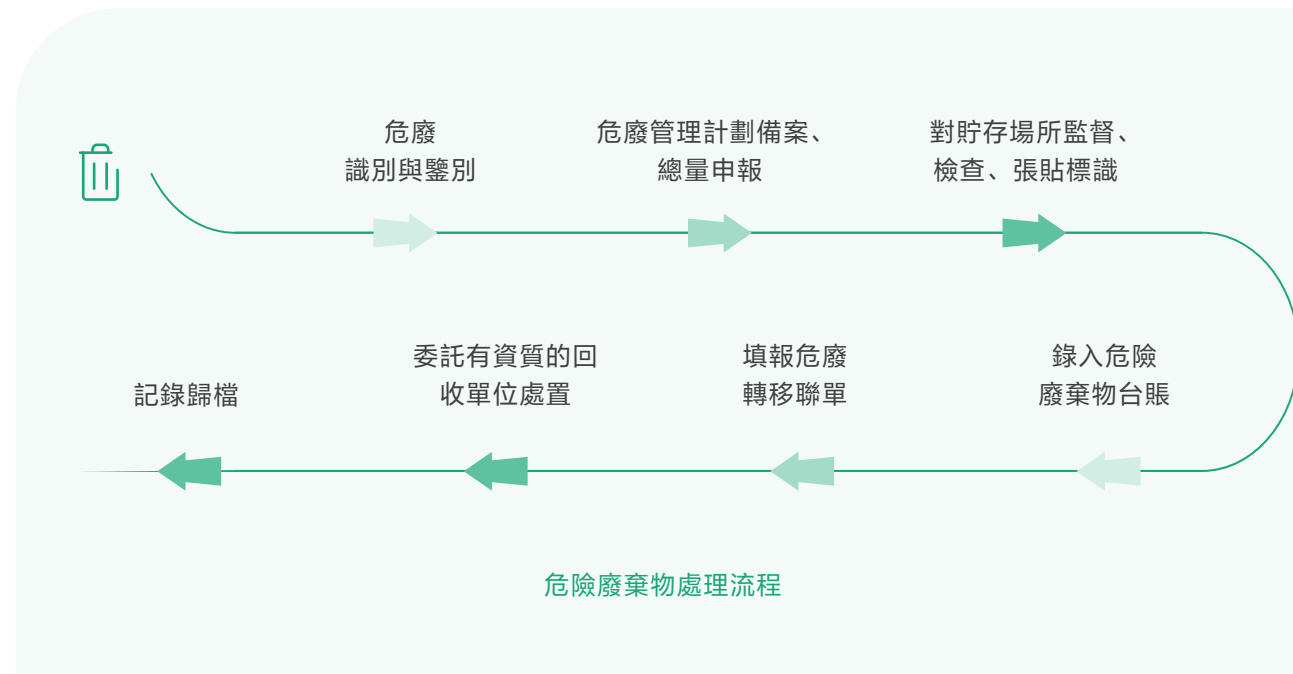 危廢
識別與鑒別
危廢管理計劃備案、
總量申報
對貯存場所監督、
檢查、張貼標識
錄入危險
廢棄物台賬
填報危廢
轉移聯單
委託有資質的回
收單位處置
記錄歸檔
危險廢棄物處理流程